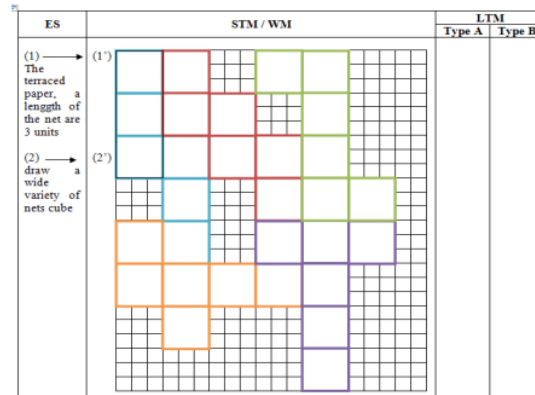 ES
STM / WM
LTM
Type A
Type B
(1)
(1')
The
terraced
paper, a
lenggth of
the net are
3 units
(2)
(2')
draw a
wide
variety of
nets cube